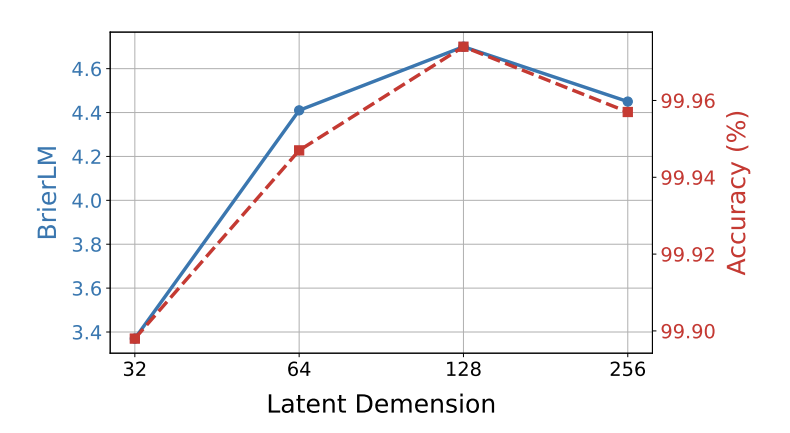 4.6
4.4
4.2
4.0
3.8
3.6
3.4
BrierLM
99.96
99.94
99.92
99.90
Accuracy (%)
32 64 128 256
Latent Demension